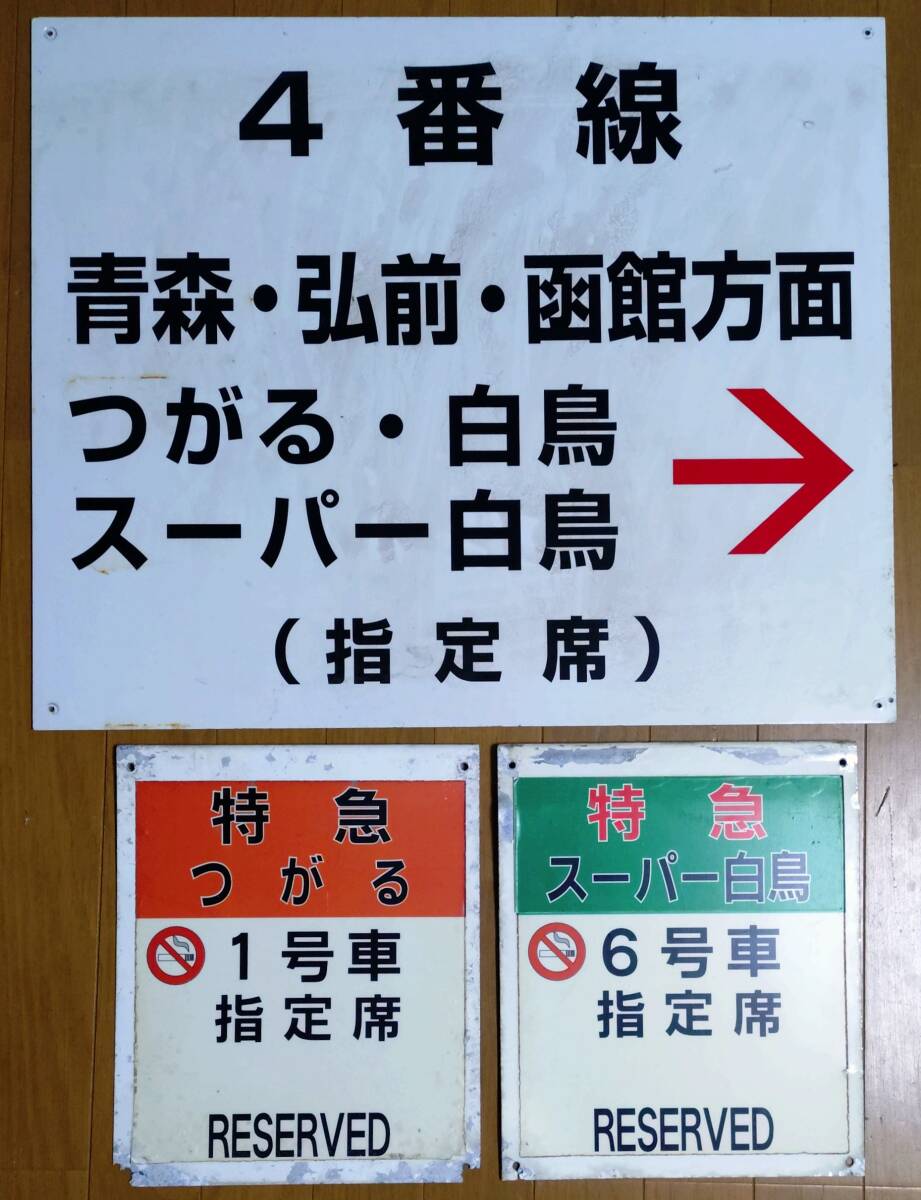 4番線
青森・弘前・函館方面
つがる・白鳥
スーパー白鳥
(指定席)
特急
つがる
1号車
指定席
RESERVED
特急
スーパー白鳥
6号車
指定席
RESERVED